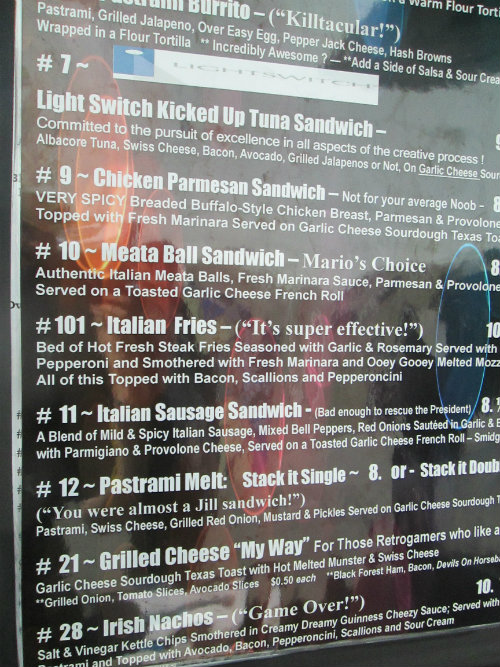 Warm Flour Torti
Burrito – (“Killtacular!”)
Pastrami, Grilled Jalapeno, Over Easy Egg, Pepper Jack Cheese, Hash Browns
Wrapped in a Flour Tortilla ** Incredibly Awesome ? — **Add a Side of Salsa & Sour Crea
# 7 ~
LIGHTSWITCH
Light Switch Kicked Up Tuna Sandwich –
Committed to the pursuit of excellence in all aspects of the creative process !
Albacore Tuna, Swiss Cheese, Bacon, Avocado, Grilled Jalapenos or Not, On Garlic Cheese Sour
# 9 ~ Chicken Parmesan Sandwich – Not for your average Noob – 8
VERY SPICY Breaded Buffalo-Style Chicken Breast, Parmesan & Provolone
Topped with Fresh Marinara Served on Garlic Cheese Sourdough Texas Toa
# 10 ~ Meata Ball Sandwich – Mario's Choice 8
Authentic Italian Meata Balls, Fresh Marinara Sauce, Parmesan & Provolone
Served on a Toasted Garlic Cheese French Roll
# 101 ~ Italian Fries – (“It's super effective!”) 10
Bed of Hot Fresh Steak Fries Seasoned with Garlic & Rosemary Served with
Pepperoni and Smothered with Fresh Marinara and Ooey Gooey Melted Mozz
All of this Topped with Bacon, Scallions and Pepperoncini
# 11 ~ Italian Sausage Sandwich - (Bad enough to rescue the President) 8.
A Blend of Mild & Spicy Italian Sausage, Mixed Bell Peppers, Red Onions Sautéed in Garlic &
with Parmigiano & Provolone Cheese, Served on a Toasted Garlic Cheese French Roll – Smidg
# 12 ~ Pastrami Melt: Stack it Single ~ 8. or - Stack it Doub
(“You were almost a Jill sandwich!”)
Pastrami, Swiss Cheese, Grilled Red Onion, Mustard & Pickles Served on Garlic Cheese Sourdough
# 21 ~ Grilled Cheese “My Way” For Those Retrogamers who like a
Garlic Cheese Sourdough Texas Toast with Hot Melted Munster & Swiss Cheese
**Grilled Onion, Tomato Slices, Avocado Slices $0.50 each **Black Forest Ham, Bacon, Devils On Horseba
# 28 ~ Irish Nachos – (“Game Over!”) 10.
Salt & Vinegar Kettle Chips Smothered in Creamy Dreamy Guinness Cheezy Sauce; Served with
Pastrami and Topped with Avocado, Bacon, Pepperoncini, Scallions and Sour Cream